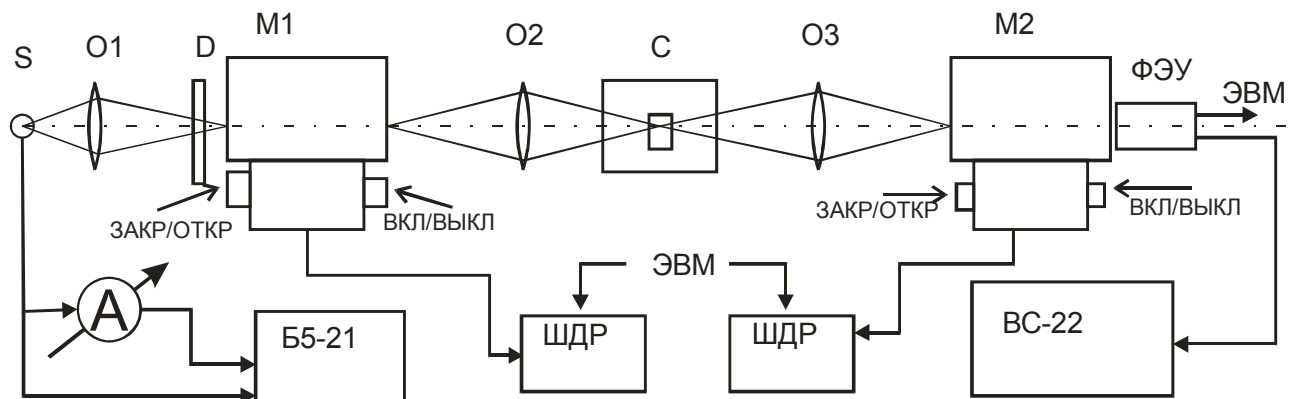 S
O1
D
M1
O2
C
O3
M2
ФЭУ
ЭВМ
ЗАКР/ОТКР
ВКЛ/ВЫКЛ
ЗАКР/ОТКР
ВКЛ/ВЫКЛ
ЭВМ
A
Б5-21
ШДР
ШДР
ВС-22